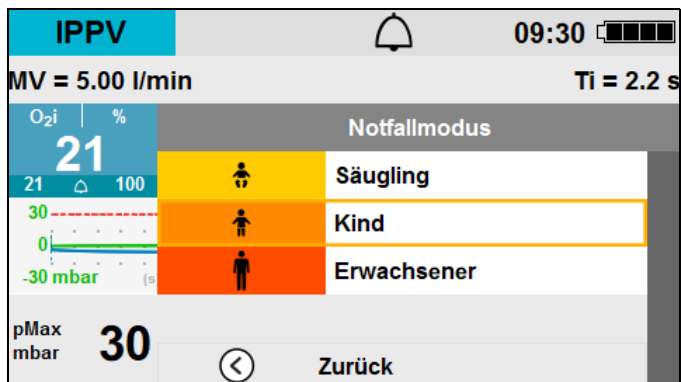 IPPV 09:30
MV = 5.00 l/min Ti = 2.2 s
O₂i %
21
21 100
Notfallmodus
Säugling
Kind
Erwachsener
30
0
-30 mbar (s
pMax
mbar 30
Zurück